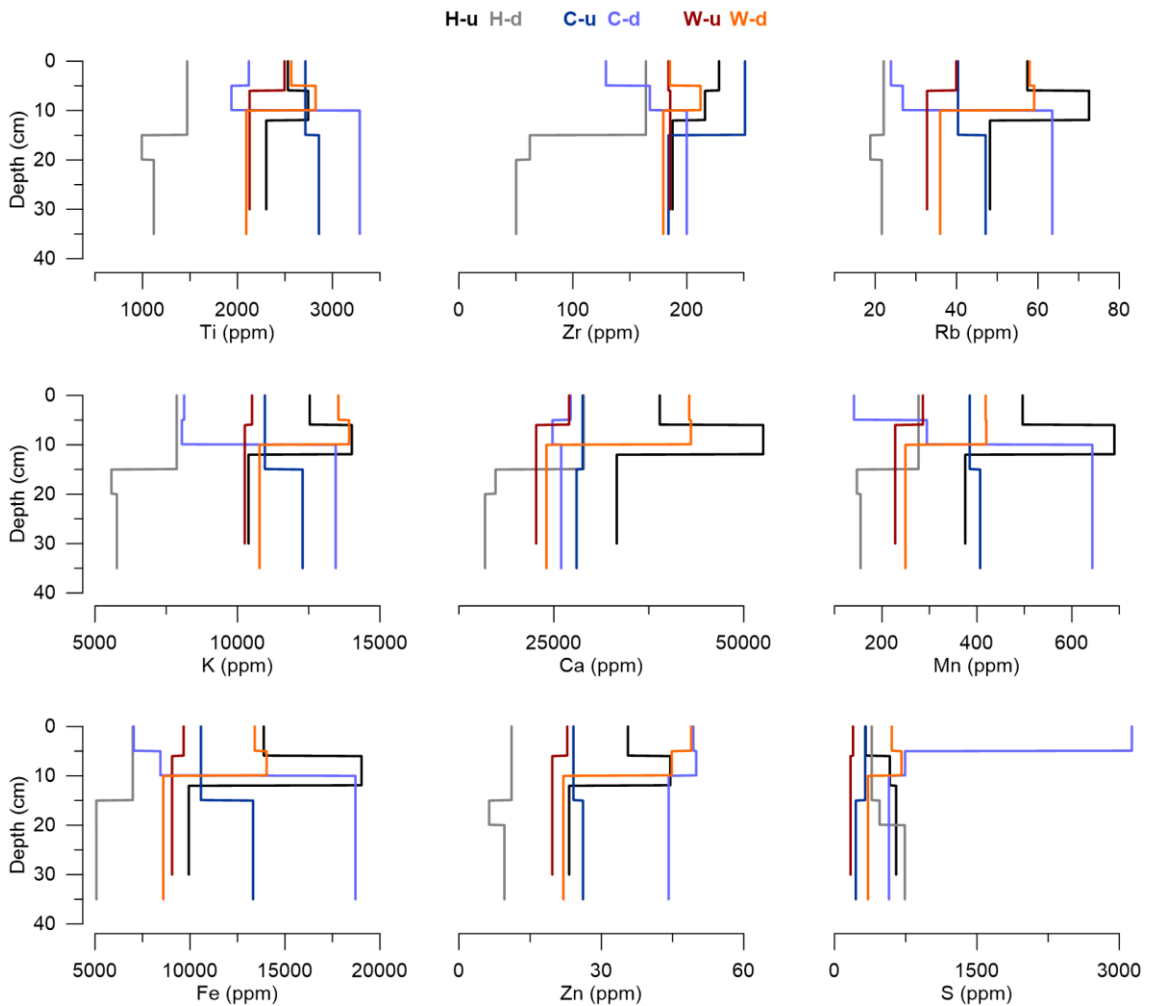 H-u H-d C-u C-d W-u W-d
0
10
20
30
40
Depth (cm)
1000 2000 3000
Ti (ppm)
0 100 200
Zr (ppm)
20 40 60 80
Rb (ppm)
0
10
20
30
40
Depth (cm)
5000 10000 15000
K (ppm)
25000 50000
Ca (ppm)
200 400 600
Mn (ppm)
0
10
20
30
40
Depth (cm)
5000 10000 15000 20000
Fe (ppm)
0 30 60
Zn (ppm)
0 1500 3000
S (ppm)